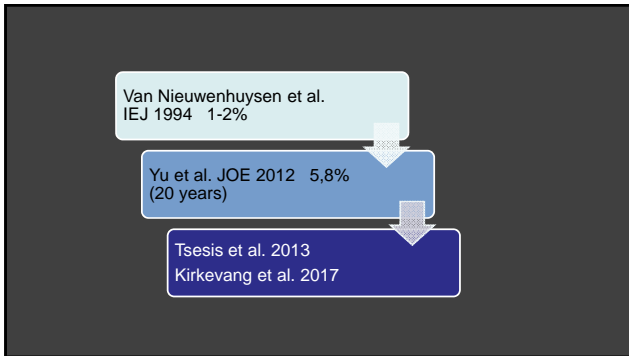 Van Nieuwenhuysen et al.
IEJ 1994 1-2%
Yu et al. JOE 2012 5,8%
(20 years)
Tsesis et al. 2013
Kirkevang et al. 2017